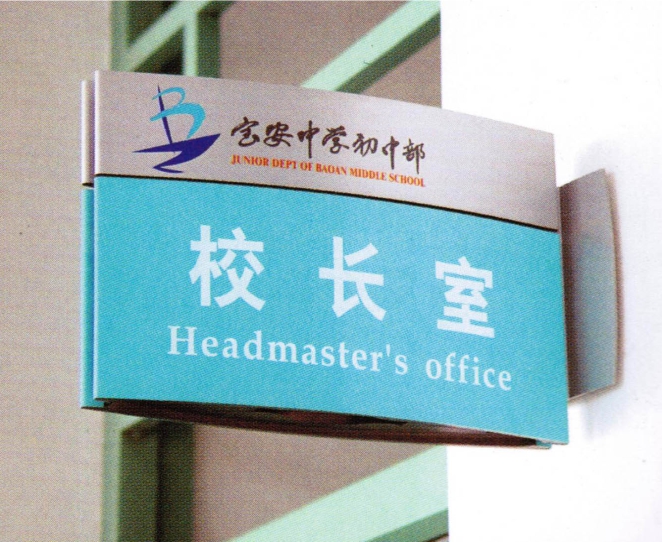 宝安中学初中部
JUNIOR DEPT OF BAOAN MIDDLE SCHOOL
校长室
Headmaster's office